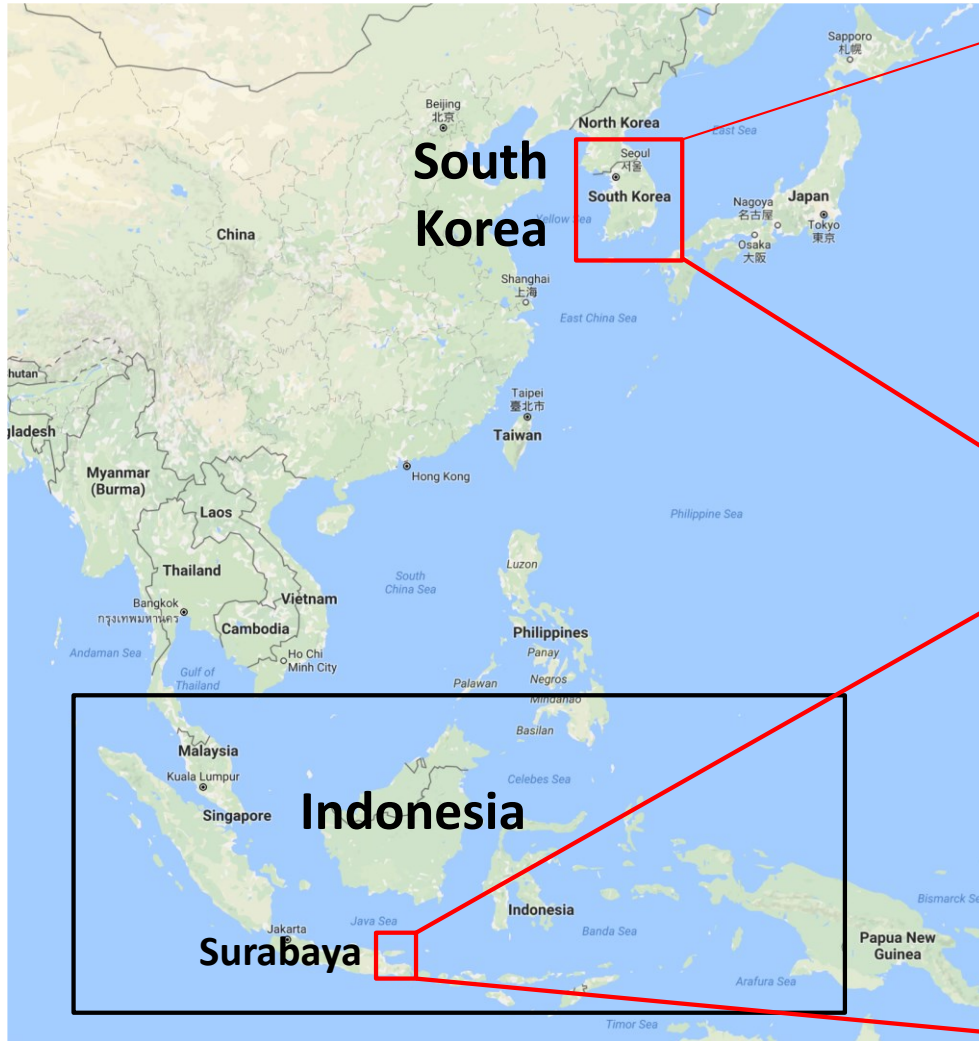 Sapporo
札幌
Beijing
北京
North Korea
East Sea
South
Korea
Seoul
서울
South Korea
Japan
Nagoya
名古屋
Tokyo
東京
Osaka
大阪
Yellow Sea
China
Shanghai
上海
East China Sea
hutan
Taipei
臺北市
Taiwan
gladesh
Myanmar
(Burma)
Hong Kong
Laos
Philippine Sea
Luzon
Thailand
South
China Sea
Vietnam
Bangkok
กรุงเทพมหานคร
Cambodia
Philippines
Panay
Andaman Sea
Ho Chi
Minh City
Gulf of
Thailand
Palawan
Negros
Mindanao
Basilan
Malaysia
Kuala Lumpur
Celebes Sea
Singapore
Indonesia
Bismarck Se
Indonesia
Java Sea
Jakarta
Banda Sea
Surabaya
Papua New
Guinea
Arafura Sea
Timor Sea